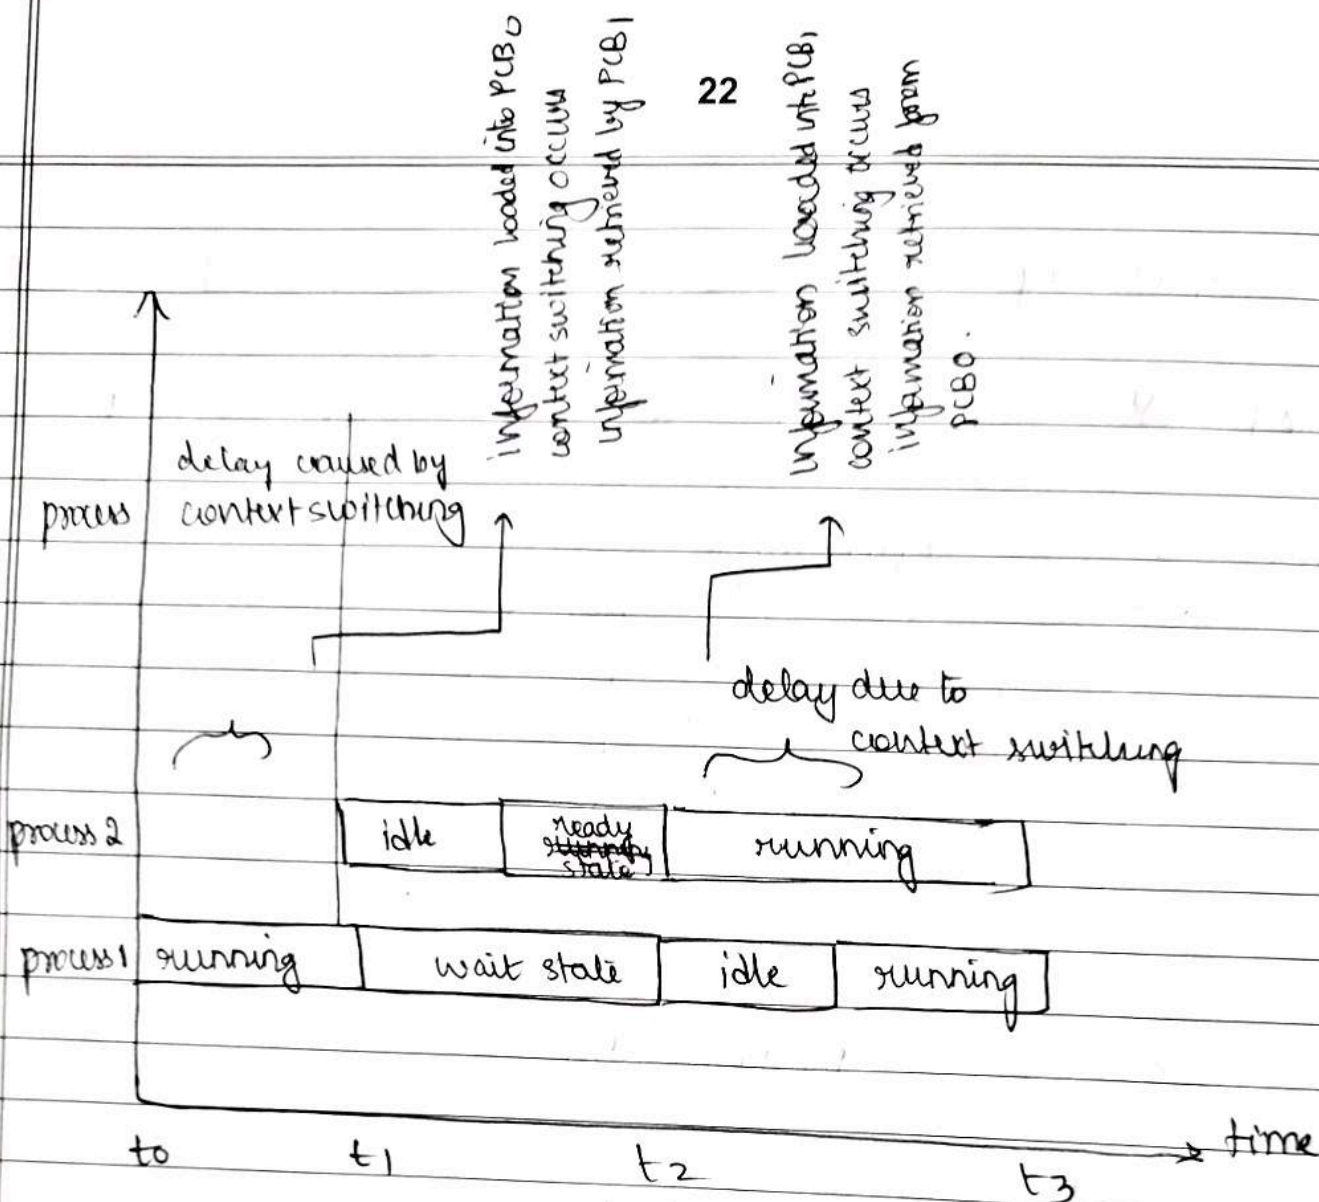 22
information loaded into PCB0
context switching occurs
information retrieved by PCB1
information loaded into PCB1
context switching occurs
information retrieved from
PCB0.
delay caused by
context switching
process
delay due to
context switching
process 2
idle
ready
state
running
process 1
running
wait state
idle
running
time
t0
t1
t2
t3